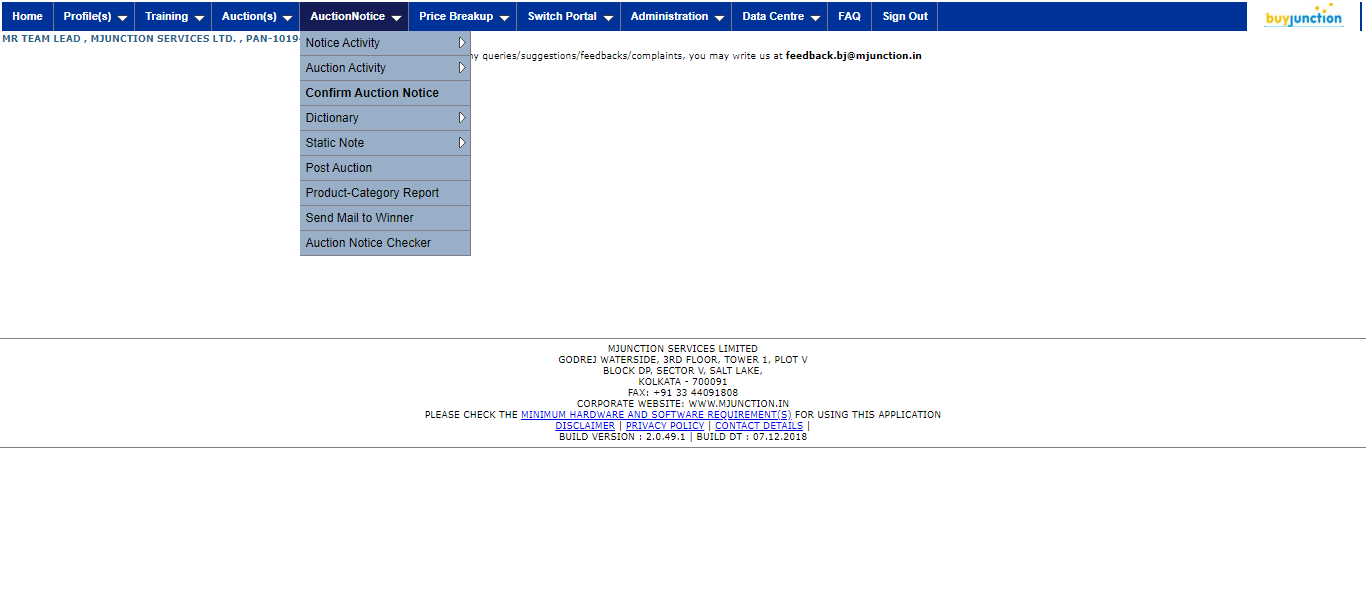 Home Profile(s) Training Auction(s) AuctionNotice Price Breakup Switch Portal Administration Data Centre FAQ Sign Out buyjunction
MR TEAM LEAD , MJUNCTION SERVICES LTD. , PAN-1019-
queries/suggestions/feedbacks/complaints, you may write us at feedback.bj@mjunction.in
Notice Activity
Auction Activity
Confirm Auction Notice
Dictionary
Static Note
Post Auction
Product-Category Report
Send Mail to Winner
Auction Notice Checker
MJUNCTION SERVICES LIMITED
GODREJ WATERSIDE, 3RD FLOOR, TOWER 1, PLOT V
BLOCK DP, SECTOR V, SALT LAKE,
KOLKATA - 700091
FAX: +91 33 44091808
CORPORATE WEBSITE: WWW.MJUNCTION.IN
PLEASE CHECK THE MINIMUM HARDWARE AND SOFTWARE REQUIREMENT(S) FOR USING THIS APPLICATION
DISCLAIMER | PRIVACY POLICY | CONTACT DETAILS |
BUILD VERSION : 2.0.49.1 | BUILD DT : 07.12.2018